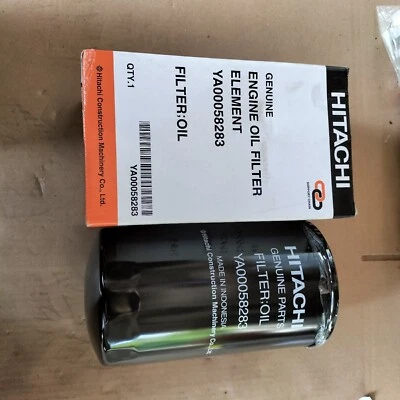 HITACHI
GENUINE
ENGINE OIL FILTER
ELEMENT
YA00058283
FILTER;OIL
QTY.1
YA00058283
©Hitachi Construction Machinery Co., Ltd.
HITACHI
GENUINE PARTS
FILTER;OIL
YA00058283
MADE IN INDONESIA
©Hitachi Construction Machinery Co.,Ltd.